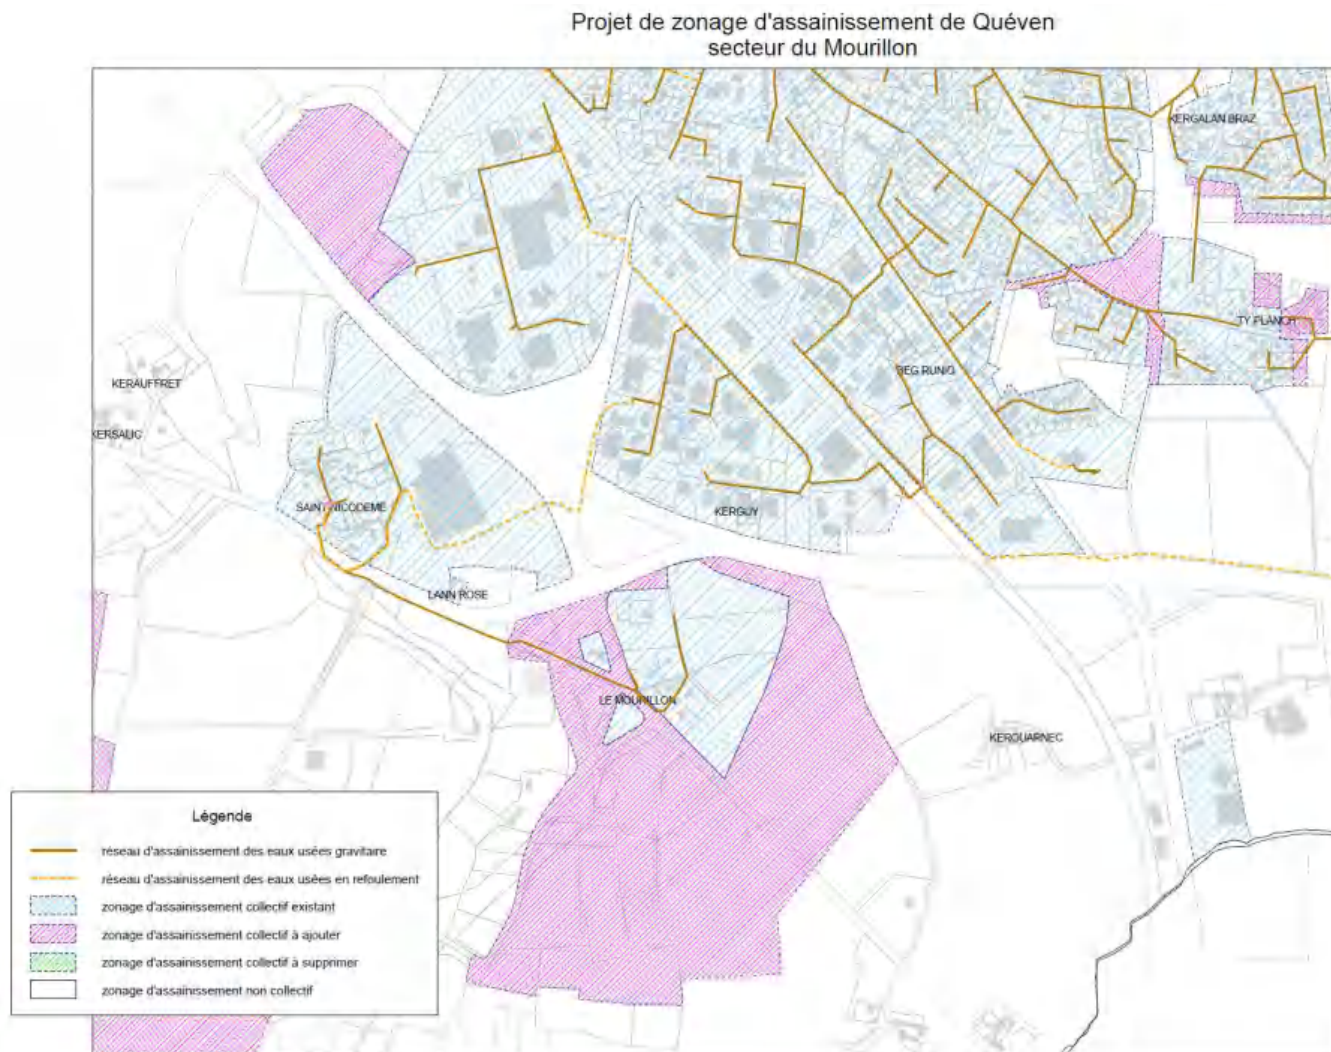 Projet de zonage d'assainissement de Quéven
secteur du Mourillon
KERGALAN BRAZ
TY PLANCH
BEG RUNIO
KERAUFFRET
KERSALIC
SAINT NICODEME
KERGUY
LANN ROSE
LE MOURILLON
KEROUARNEC
Légende
réseau d'assainissement des eaux usées gravitaire
réseau d'assainissement des eaux usées en refoulement
zonage d'assainissement collectif existant
zonage d'assainissement collectif à ajouter
zonage d'assainissement collectif à supprimer
zonage d'assainissement non collectif